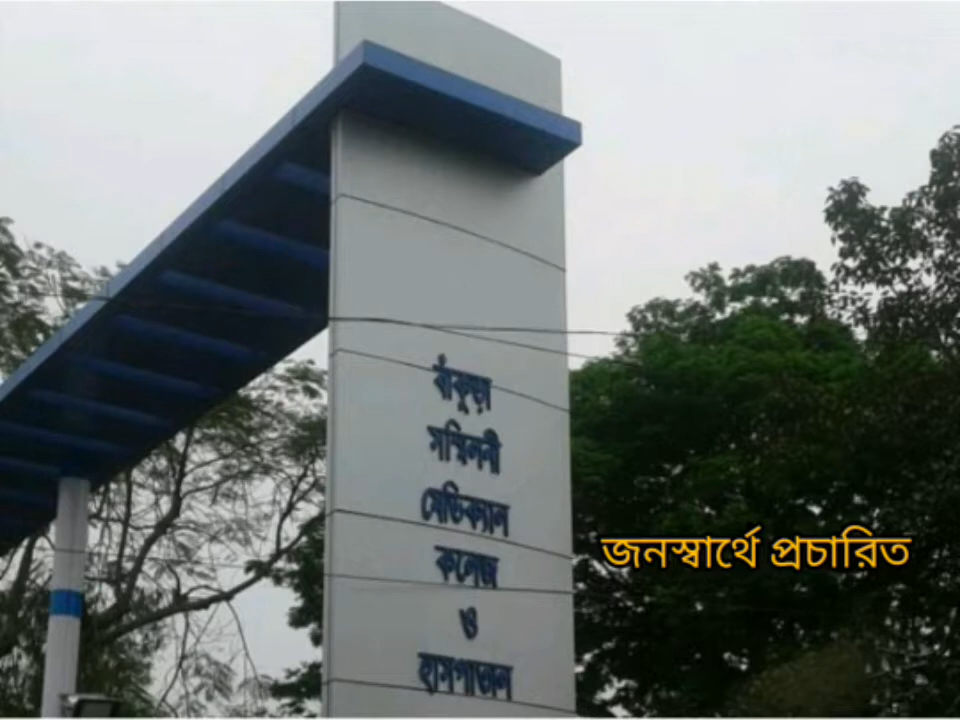 বাঁকুড়া
সম্মিলনী
মেডিক্যাল
কলেজ
ও
হাসপাতাল
জনস্বার্থে প্রচারিত